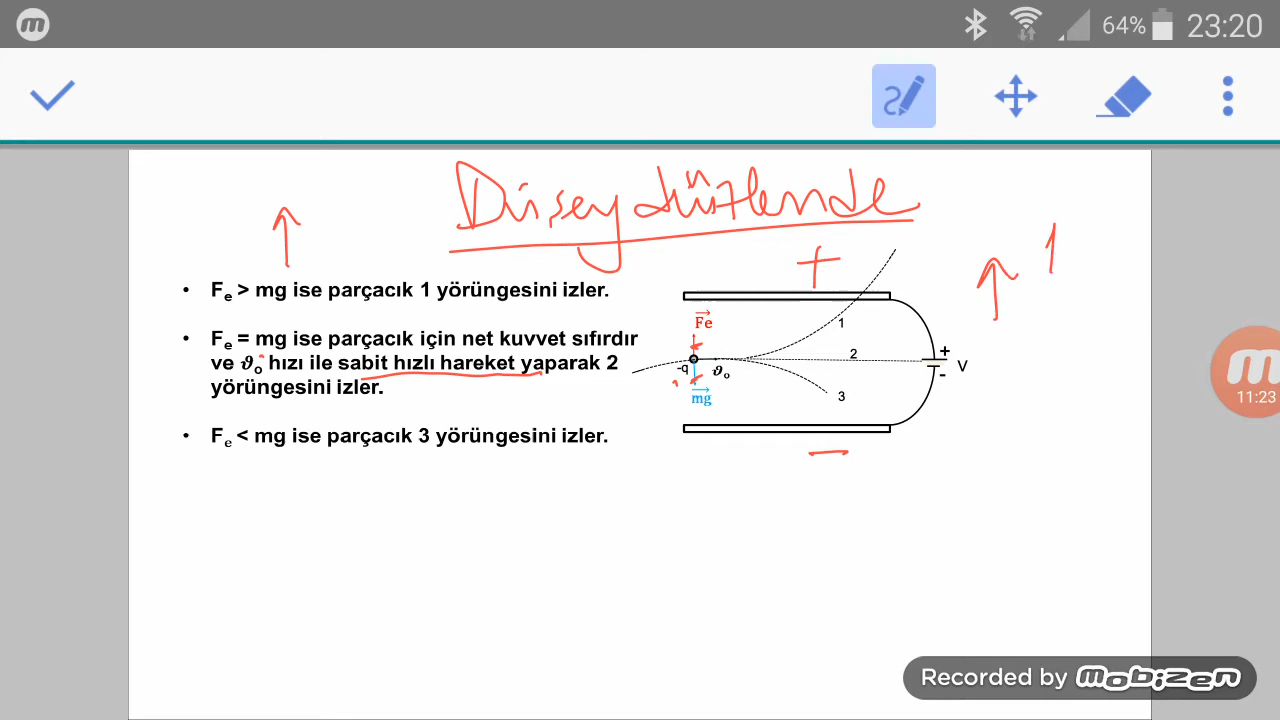 64% 23:20
Düşey düzlemde
+ 1
• Fe > mg ise parçacık 1 yörüngesini izler.
• Fe = mg ise parçacık için net kuvvet sıfırdır
ve ϑo hızı ile sabit hızlı hareket yaparak 2
yörüngesini izler.
• Fe < mg ise parçacık 3 yörüngesini izler.
Fe
1
2
+
-q ϑo V
-
mg
3
−
11:23
Recorded by mobizen